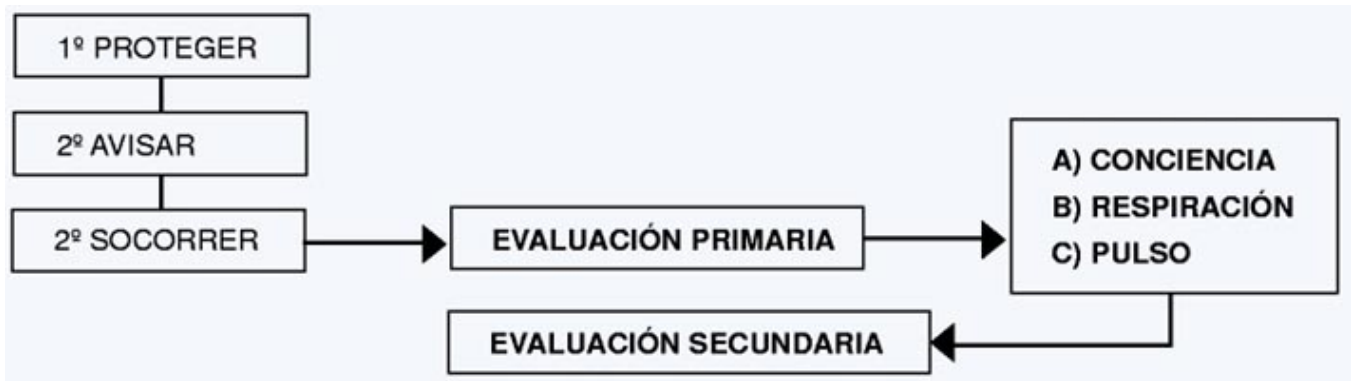 1º PROTEGER
2º AVISAR
2º SOCORRER
EVALUACIÓN PRIMARIA
A) CONCIENCIA
B) RESPIRACIÓN
C) PULSO
EVALUACIÓN SECUNDARIA